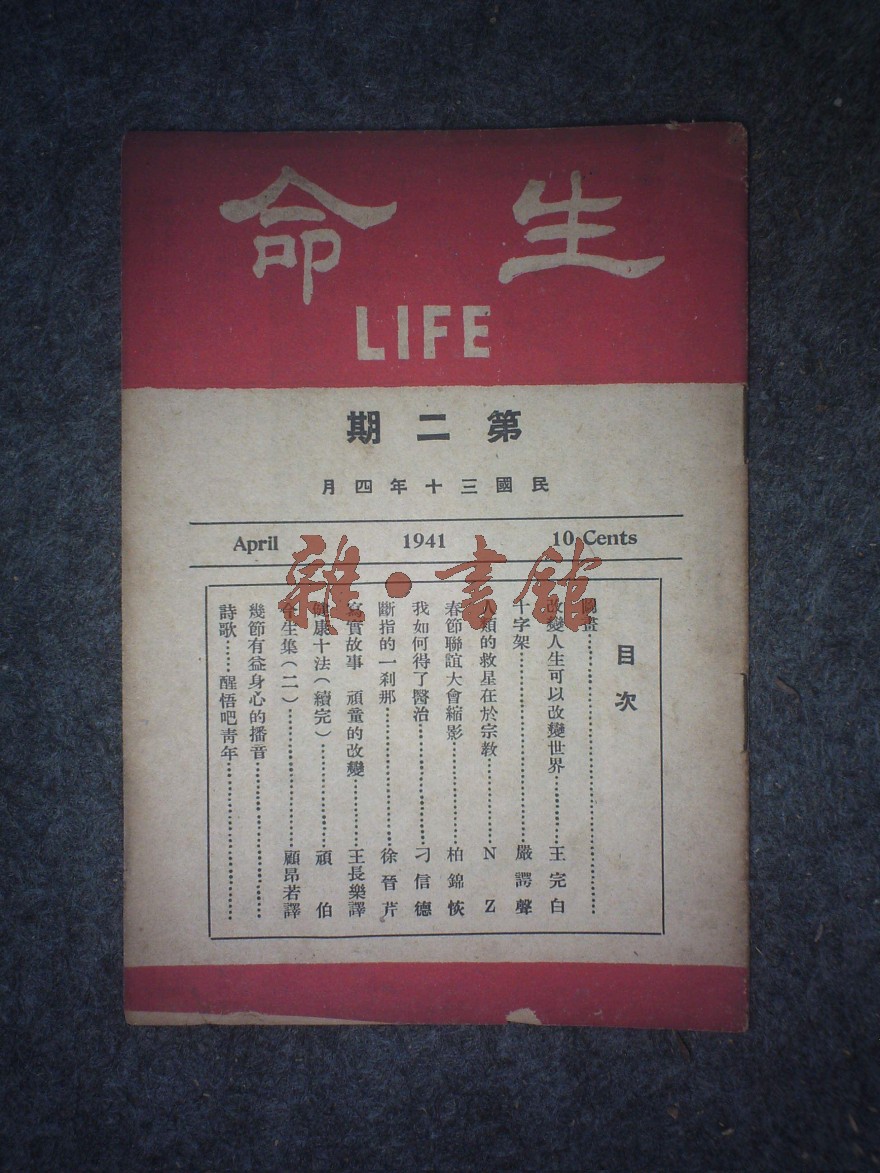 生命
LIFE
第二期
民國三十年四月
April 1941 10 Cents
雜·書館
目次
圖畫……………
改變人生可以改變世界……王完白
十字架……………嚴諤聲
人類的救星在於宗教……N Z
春節聯誼大會縮影……柏錦恢
我如何得了醫治……刁信德
斷指的一刹那……徐晉芹
寫實故事 頑童的改變……王長樂譯
健康十法(續完)……頑伯
全生集(二)……顧昂若譯
幾節有益身心的播音……………
詩歌……醒悟吧靑年……………